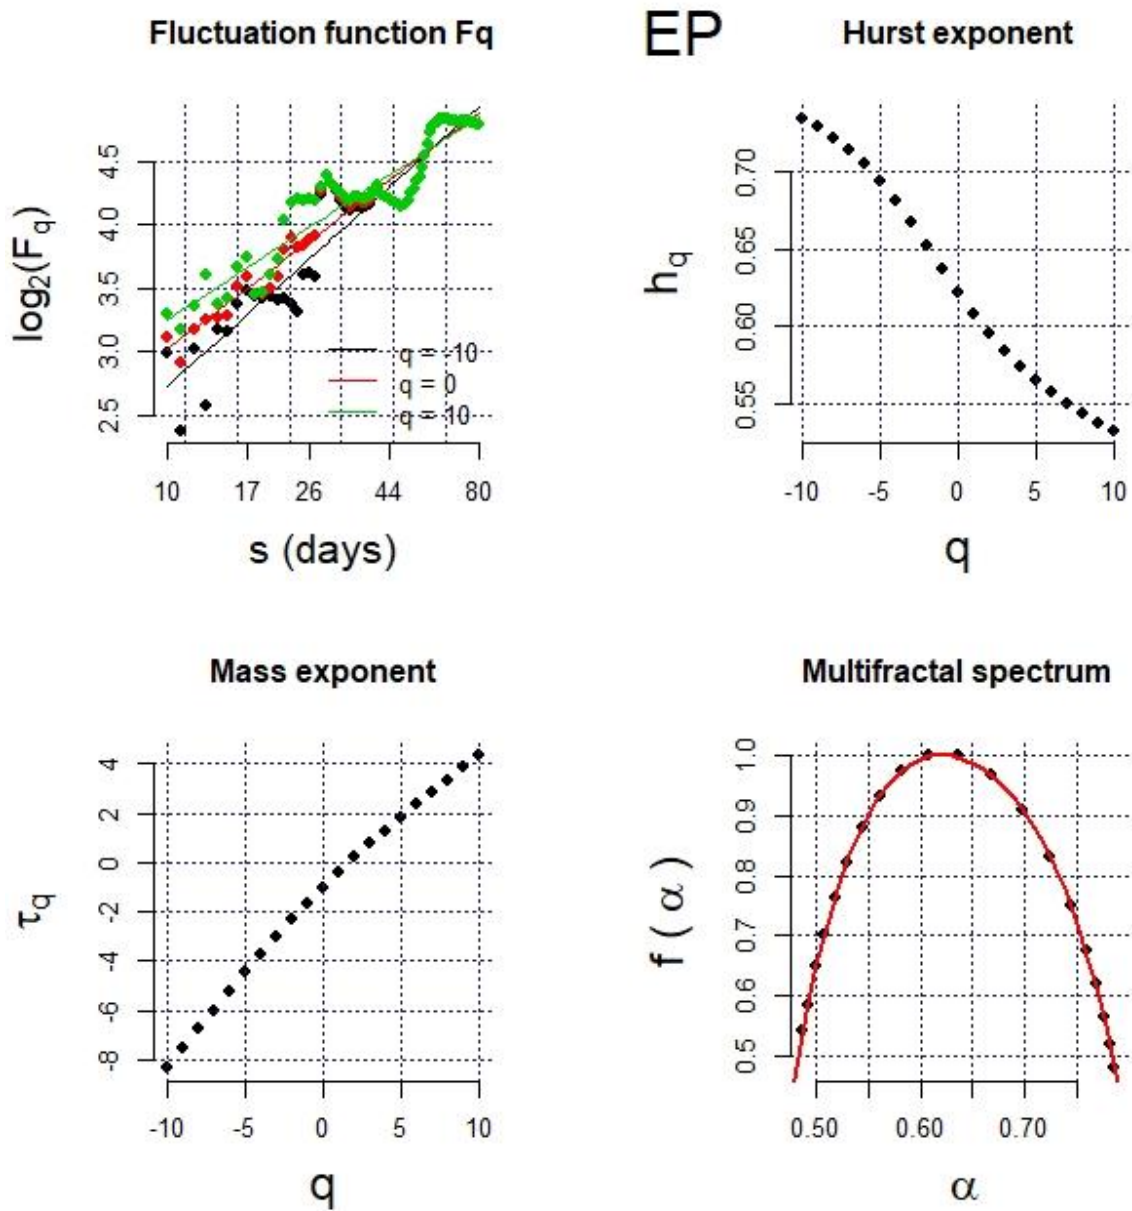 Fluctuation function Fq
log₂(F_q)
4.5
4.0
3.5
3.0
2.5
q = -10
q = 0
q = 10
10 17 26 44 80
s (days)
EP
Hurst exponent
h_q
0.70
0.65
0.60
0.55
-10 -5 0 5 10
q
Mass exponent
τ_q
4
2
0
-2
-4
-6
-8
-10 -5 0 5 10
q
Multifractal spectrum
f ( α )
1.0
0.9
0.8
0.7
0.6
0.5
0.50 0.60 0.70
α